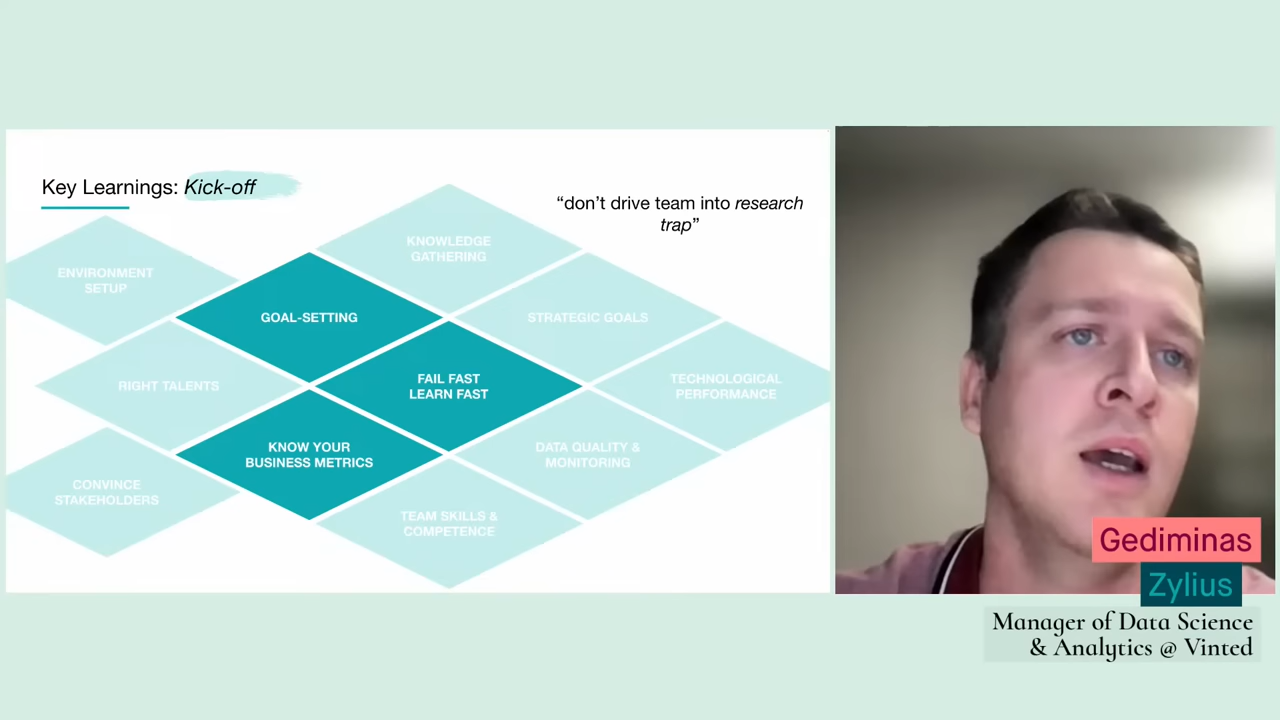 Key Learnings: Kick-off
“don’t drive team into research
trap”
KNOWLEDGE
GATHERING
ENVIRONMENT
SETUP
GOAL-SETTING
STRATEGIC GOALS
RIGHT TALENTS
FAIL FAST
LEARN FAST
TECHNOLOGICAL
PERFORMANCE
KNOW YOUR
BUSINESS METRICS
DATA QUALITY &
MONITORING
CONVINCE
STAKEHOLDERS
TEAM SKILLS &
COMPETENCE
Gediminas
Zylius
Manager of Data Science
& Analytics @ Vinted